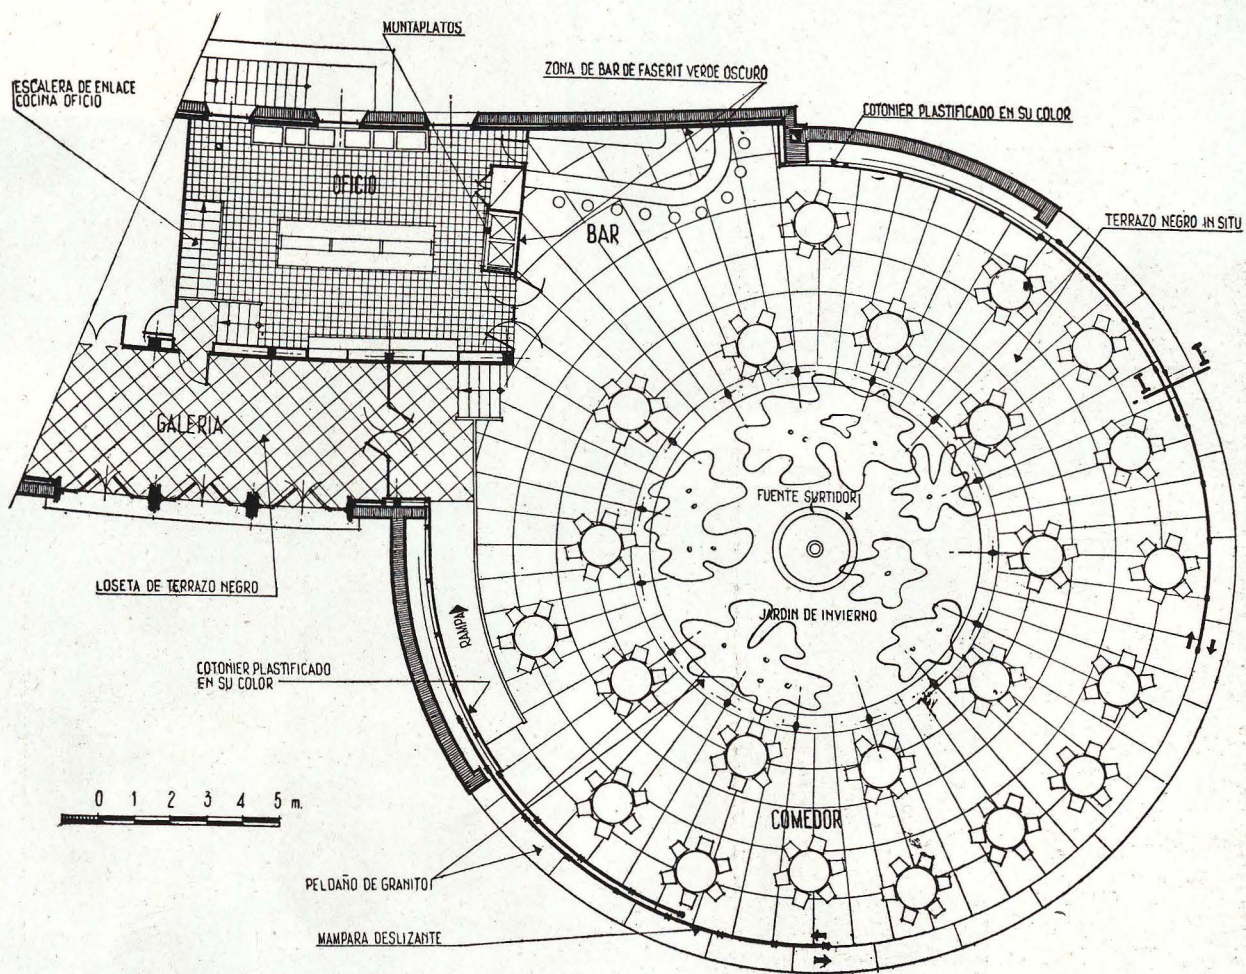 MUNTAPLATOS
ZONA DE BAR DE FASERIT VERDE OSCURO
ESCALERA DE ENLACE
COCINA OFICIO
COTONIER PLASTIFICADO EN SU COLOR
OFICIO
BAR
TERRAZO NEGRO IN SITU
I
I
GALERIA
FUENTE SURTIDOR
LOSETA DE TERRAZO NEGRO
RAMPA
JARDIN DE INVIERNO
COTONIER PLASTIFICADO
EN SU COLOR
0 1 2 3 4 5 m.
COMEDOR
PELDAÑO DE GRANITO
MAMPARA DESLIZANTE